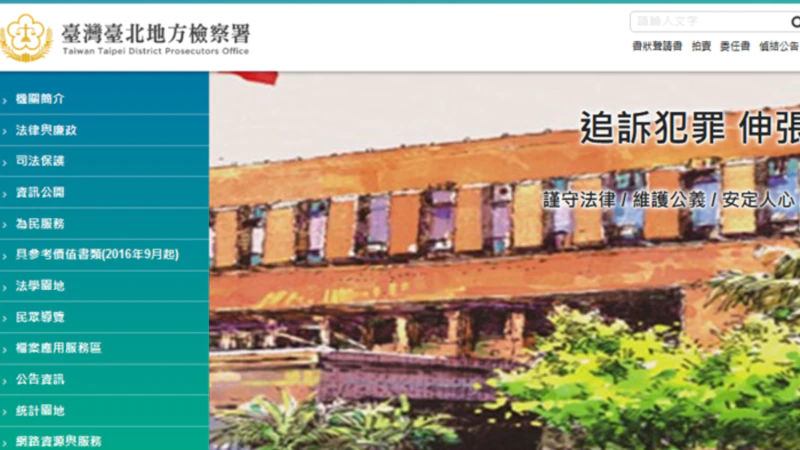 臺灣臺北地方檢察署
Taiwan Taipei District Prosecutors Office
請輸入文字
書狀聲請書 拍賣 委任書 偵結公告
機關簡介
法律與廉政
司法保護
資訊公開
為民服務
具參考價值書類(2016年9月起)
法學園地
民眾導覽
檔案應用服務區
公告資訊
統計園地
網路資源與服務
追訴犯罪 伸張
謹守法律 / 維護公義 / 安定人心